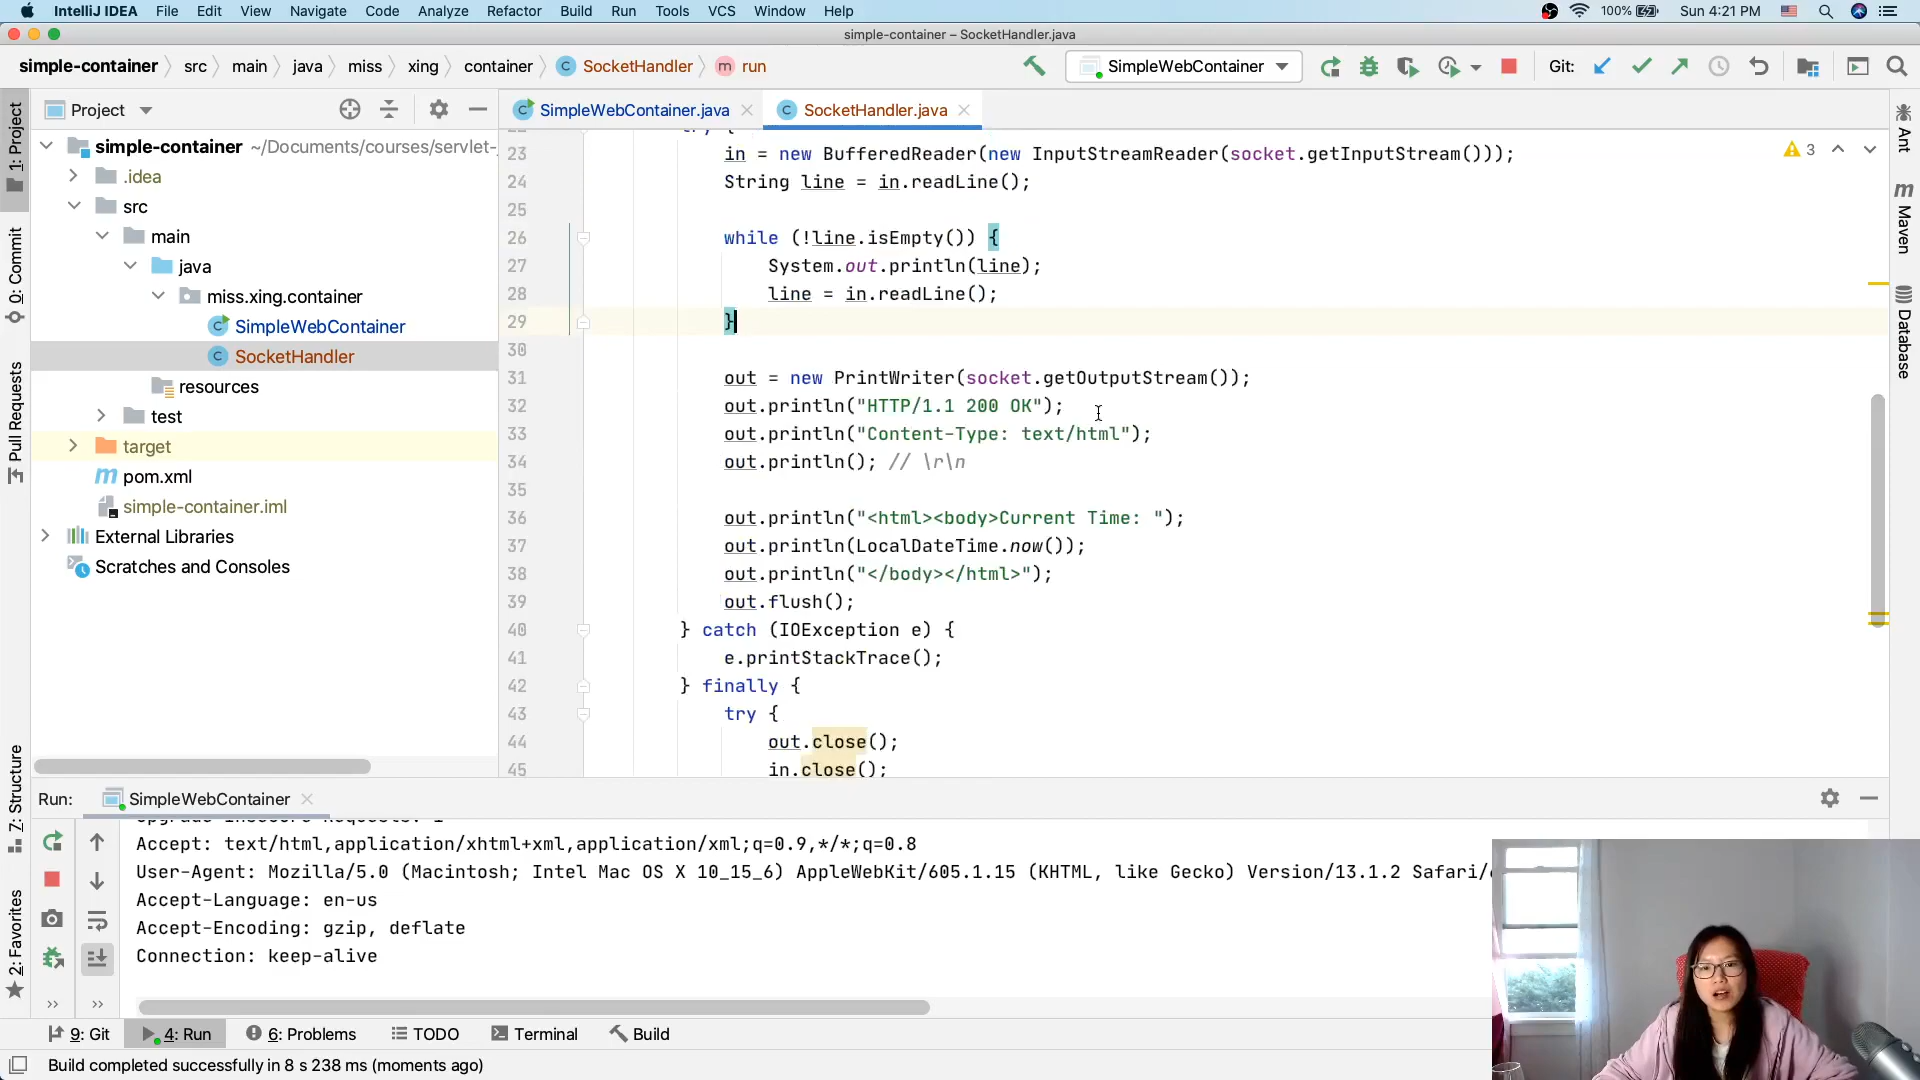 IntelliJ IDEA File Edit View Navigate Code Analyze Refactor Build Run Tools VCS Window Help 100% Sun 4:21 PM
simple-container – SocketHandler.java
simple-container src main java miss xing container C SocketHandler m run SimpleWebContainer Git:
1: Project
0: Commit
Pull Requests
7: Structure
2: Favorites
Project
simple-container ~/Documents/courses/servlet-
.idea
src
main
java
miss.xing.container
C SimpleWebContainer
C SocketHandler
resources
test
target
m pom.xml
simple-container.iml
External Libraries
Scratches and Consoles
C SimpleWebContainer.java C SocketHandler.java
3
23 in = new BufferedReader(new InputStreamReader(socket.getInputStream()));
24 String line = in.readLine();
25
26 while (!line.isEmpty()) {
27 System.out.println(line);
28 line = in.readLine();
29 }
30
31 out = new PrintWriter(socket.getOutputStream());
32 out.println("HTTP/1.1 200 OK");
33 out.println("Content-Type: text/html");
34 out.println(); // \r\n
35
36 out.println("<html><body>Current Time: ");
37 out.println(LocalDateTime.now());
38 out.println("</body></html>");
39 out.flush();
40 } catch (IOException e) {
41 e.printStackTrace();
42 } finally {
43 try {
44 out.close();
45 in.close();
Ant
m Maven
Database
Run: SimpleWebContainer
Accept: text/html,application/xhtml+xml,application/xml;q=0.9,*/*;q=0.8
User-Agent: Mozilla/5.0 (Macintosh; Intel Mac OS X 10_15_6) AppleWebKit/605.1.15 (KHTML, like Gecko) Version/13.1.2 Safari/
Accept-Language: en-us
Accept-Encoding: gzip, deflate
Connection: keep-alive
9: Git 4: Run 6: Problems TODO Terminal Build
Build completed successfully in 8 s 238 ms (moments ago)